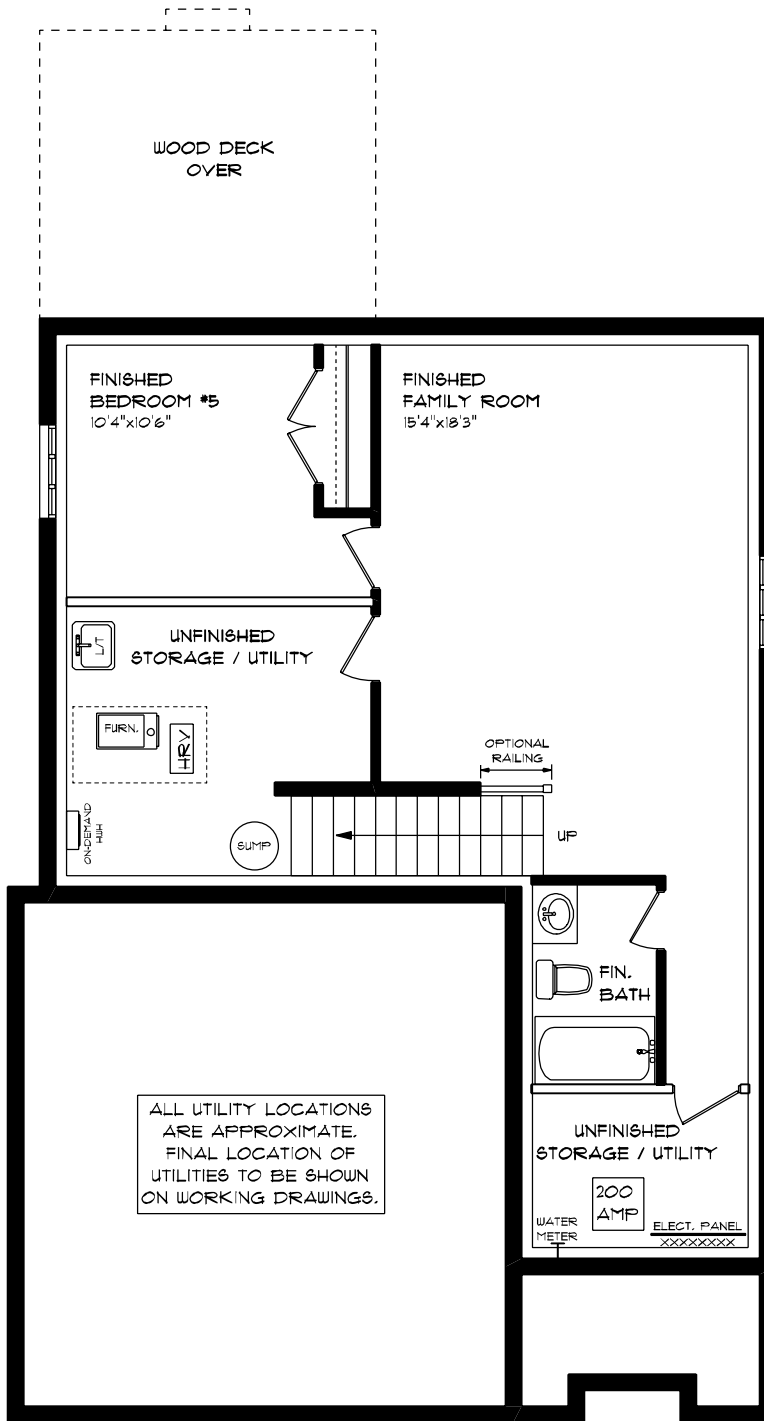 WOOD DECK
OVER
FINISHED
BEDROOM #5
10'4"x10'6"
FINISHED
FAMILY ROOM
15'4"x18'3"
L/T
UNFINISHED
STORAGE / UTILITY
FURN.
HRV
OPTIONAL
RAILING
ON-DEMAND
HWH
SUMP
UP
FIN.
BATH
ALL UTILITY LOCATIONS
ARE APPROXIMATE.
FINAL LOCATION OF
UTILITIES TO BE SHOWN
ON WORKING DRAWINGS.
UNFINISHED
STORAGE / UTILITY
200
AMP
WATER
METER
ELECT. PANEL
XXXXXXXX